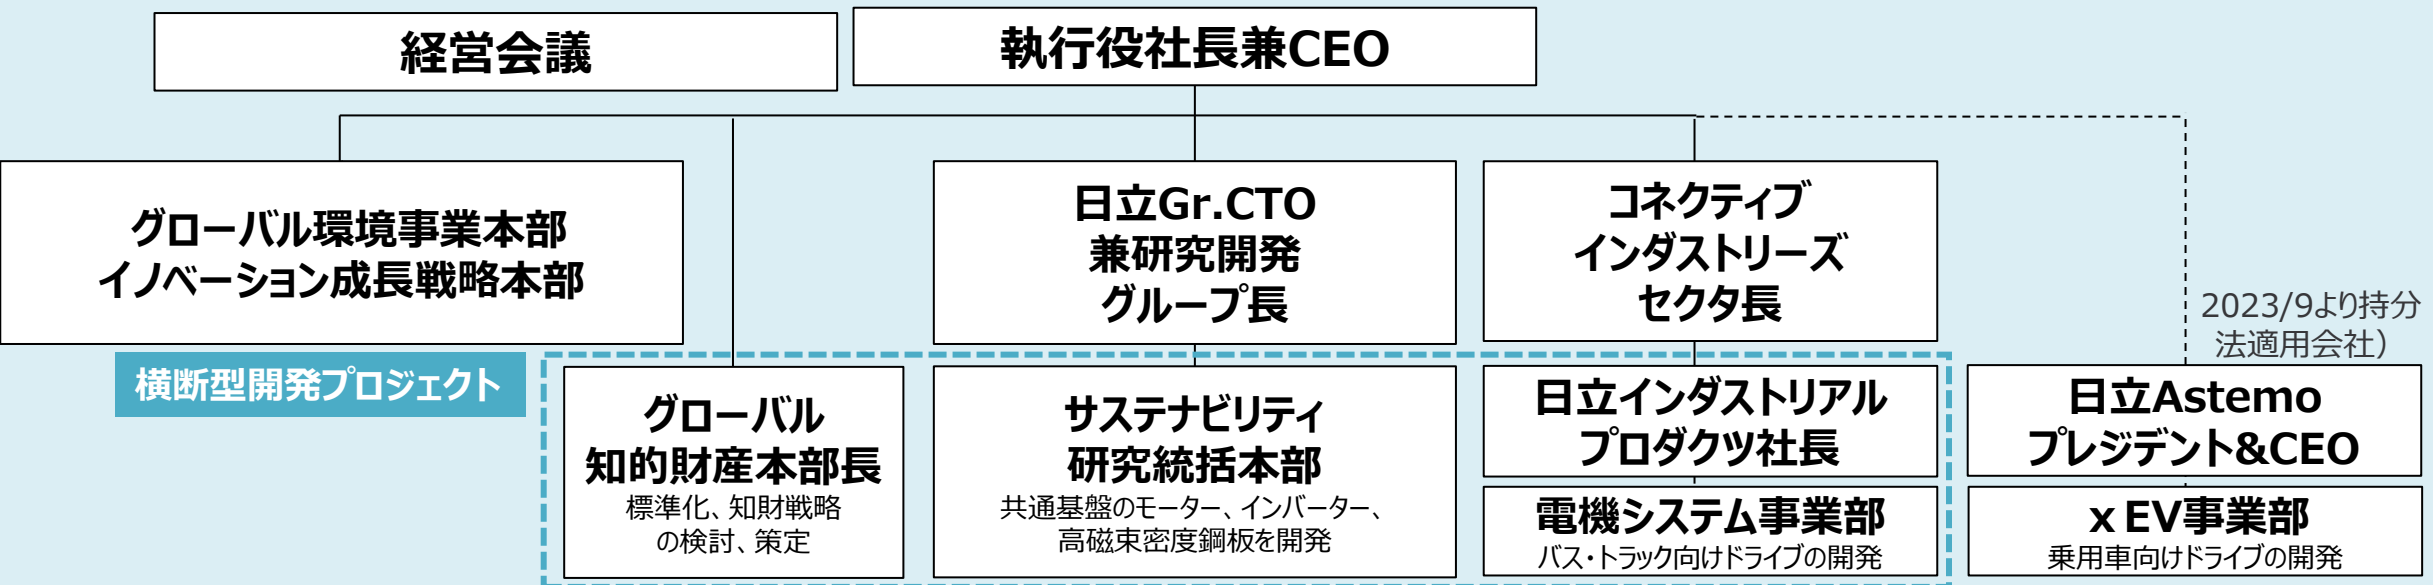 経営会議
執行役社長兼CEO
グローバル環境事業本部
イノベーション成長戦略本部
日立Gr.CTO
兼研究開発
グループ長
コネクティブ
インダストリーズ
セクタ長
2023/9より持分
法適用会社)
横断型開発プロジェクト
グローバル
知的財産本部長
標準化、知財戦略
の検討、策定
サステナビリティ
研究統括本部
共通基盤のモーター、インバーター、
高磁束密度鋼板を開発
日立インダストリアル
プロダクツ社長
電機システム事業部
バス・トラック向けドライブの開発
日立Astemo
プレジデント&CEO
x EV事業部
乗用車向けドライブの開発